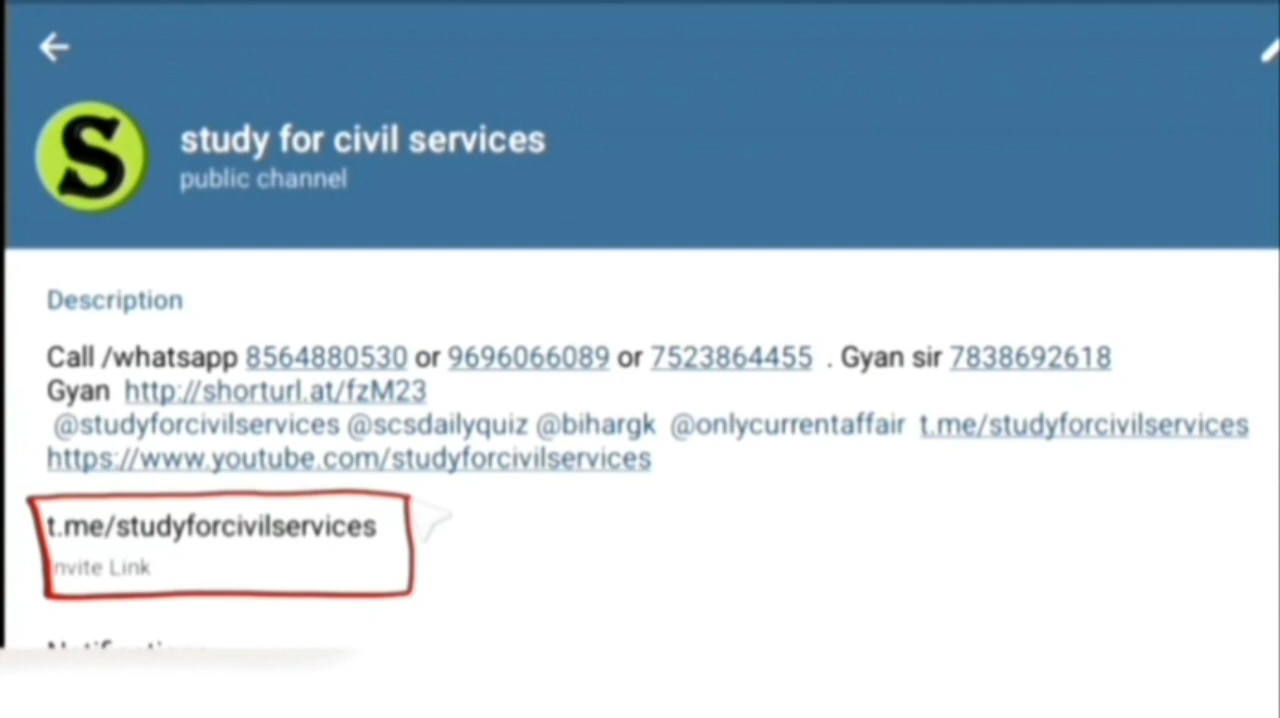 S
study for civil services
public channel
Description
Call /whatsapp 8564880530 or 9696066089 or 7523864455 . Gyan sir 7838692618
Gyan http://shorturl.at/fzM23
@studyforcivilservices @scsdailyquiz @bihargk @onlycurrentaffair t.me/studyforcivilservices
https://www.youtube.com/studyforcivilservices
t.me/studyforcivilservices
Invite Link